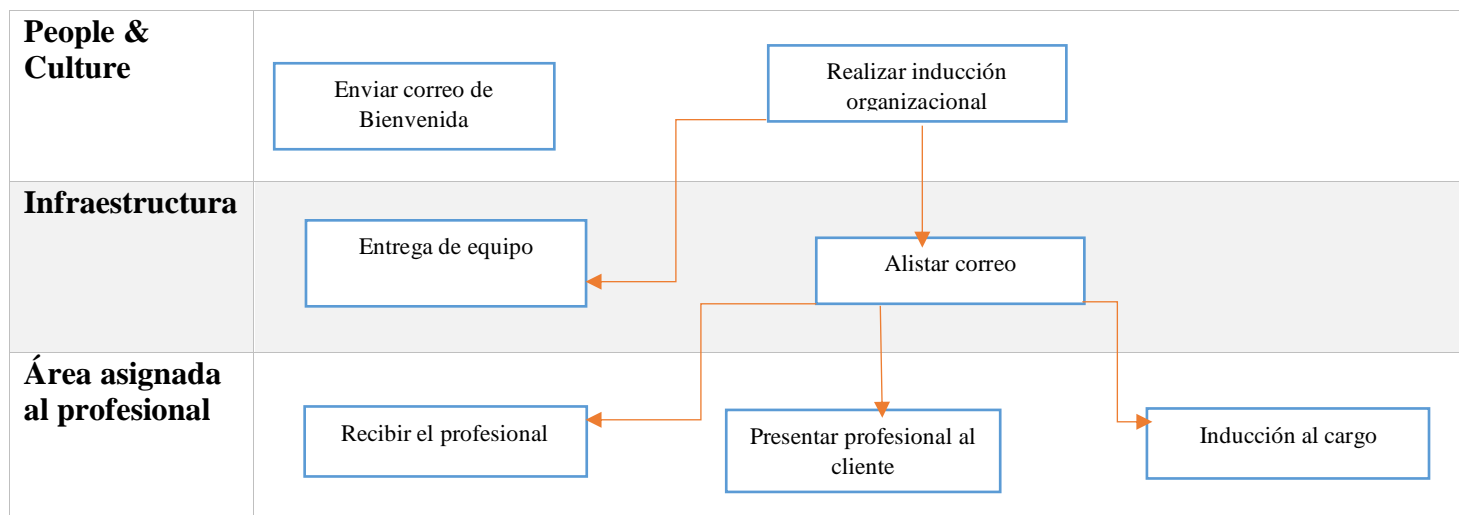 People &
Culture
Enviar correo de
Bienvenida
Realizar inducción
organizacional
Infraestructura
Entrega de equipo
Alistar correo
Área asignada
al profesional
Recibir el profesional
Presentar profesional al
cliente
Inducción al cargo